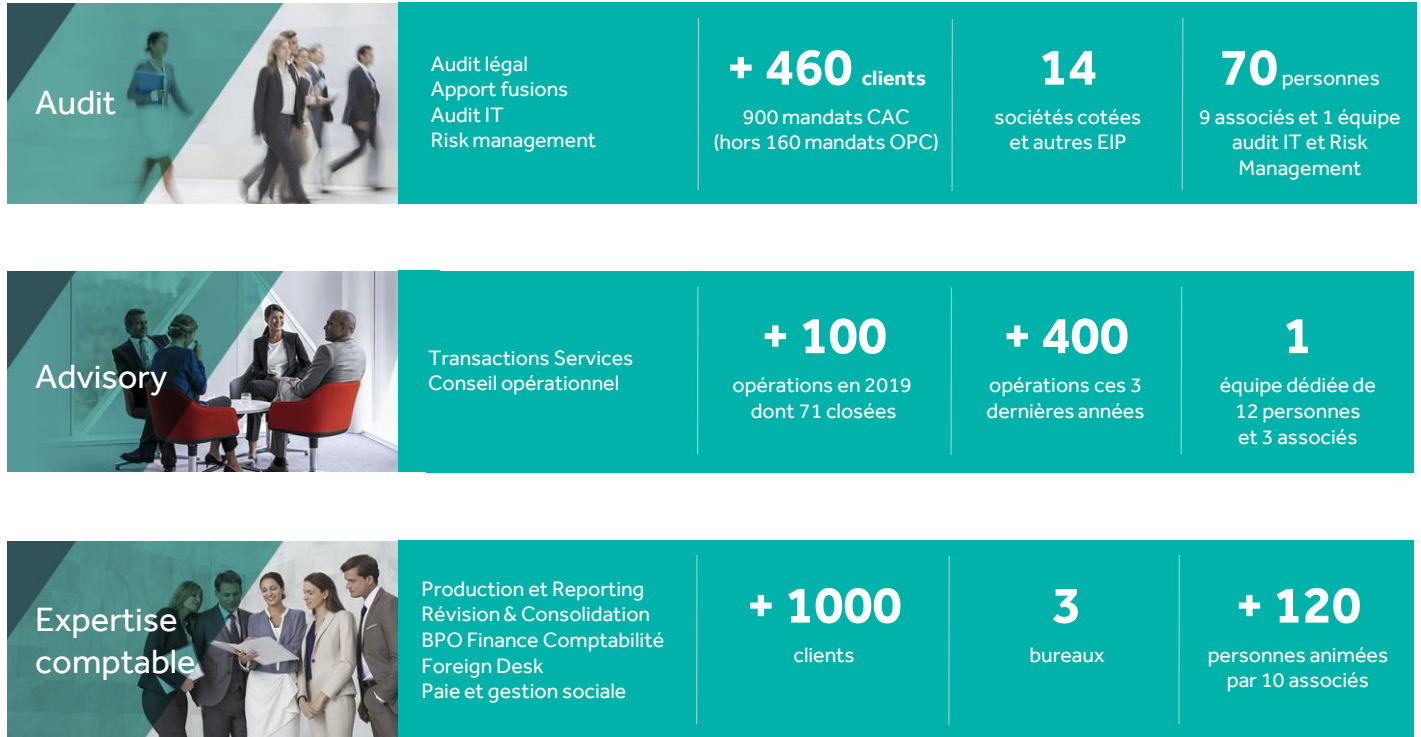 Audit
Audit légal
Apport fusions
Audit IT
Risk management
+ 460 clients
900 mandats CAC
(hors 160 mandats OPC)
14
sociétés cotées
et autres EIP
70 personnes
9 associés et 1 équipe
audit IT et Risk
Management
Advisory
Transactions Services
Conseil opérationnel
+ 100
opérations en 2019
dont 71 closées
+ 400
opérations ces 3
dernières années
1
équipe dédiée de
12 personnes
et 3 associés
Expertise
comptable
Production et Reporting
Révision & Consolidation
BPO Finance Comptabilité
Foreign Desk
Paie et gestion sociale
+ 1000
clients
3
bureaux
+ 120
personnes animées
par 10 associés